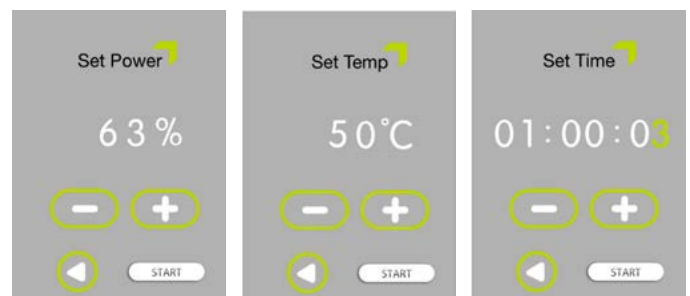 Set Power
63%
START
Set Temp
50°C
START
Set Time
01:00:03
START